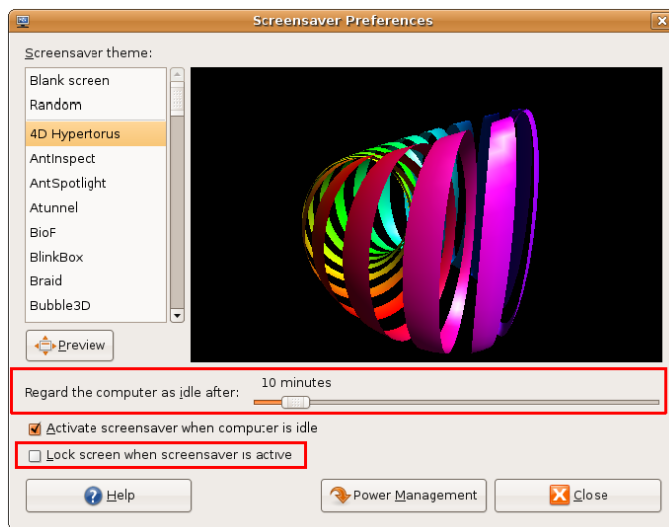 Screensaver Preferences
Screensaver theme:
Blank screen
Random
4D Hypertorus
AntInspect
AntSpotlight
Atunnel
BioF
BlinkBox
Braid
Bubble3D
Preview
10 minutes
Regard the computer as idle after:
Activate screensaver when computer is idle
Lock screen when screensaver is active
Help
Power Management
Close